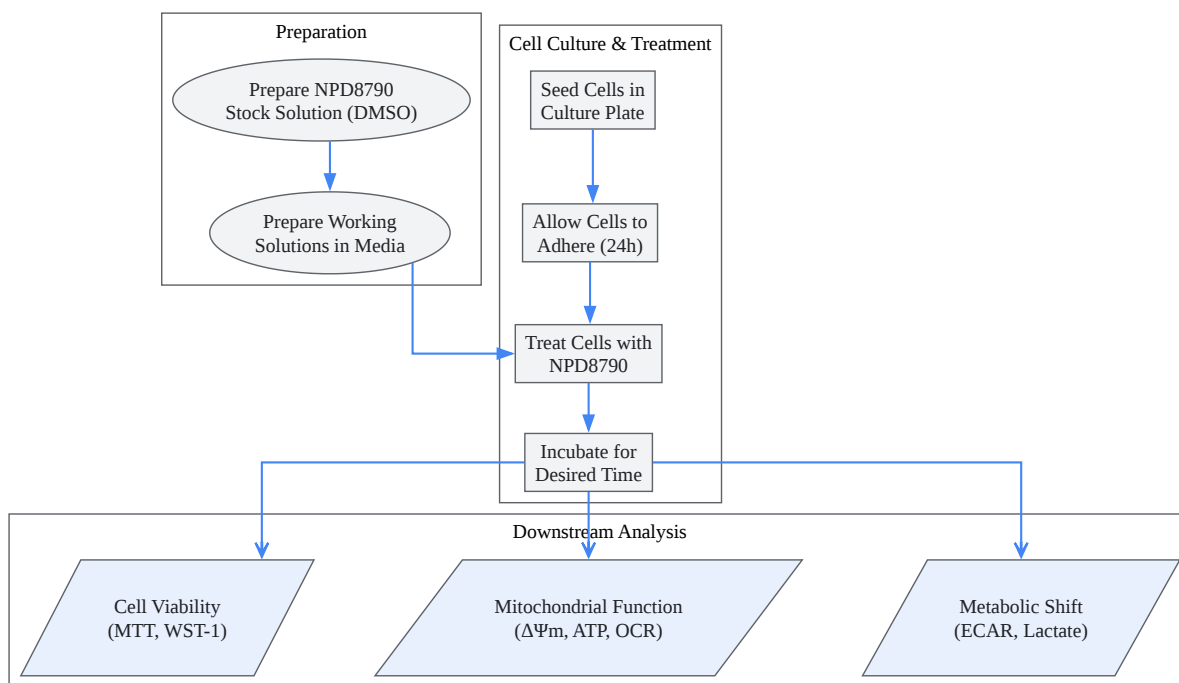 Preparation
Prepare NPD8790
Stock Solution (DMSO)
Prepare Working
Solutions in Media
Cell Culture & Treatment
Seed Cells in
Culture Plate
Allow Cells to
Adhere (24h)
Treat Cells with
NPD8790
Incubate for
Desired Time
Downstream Analysis
Cell Viability
(MTT, WST-1)
Mitochondrial Function
(ΔΨm, ATP, OCR)
Metabolic Shift
(ECAR, Lactate)